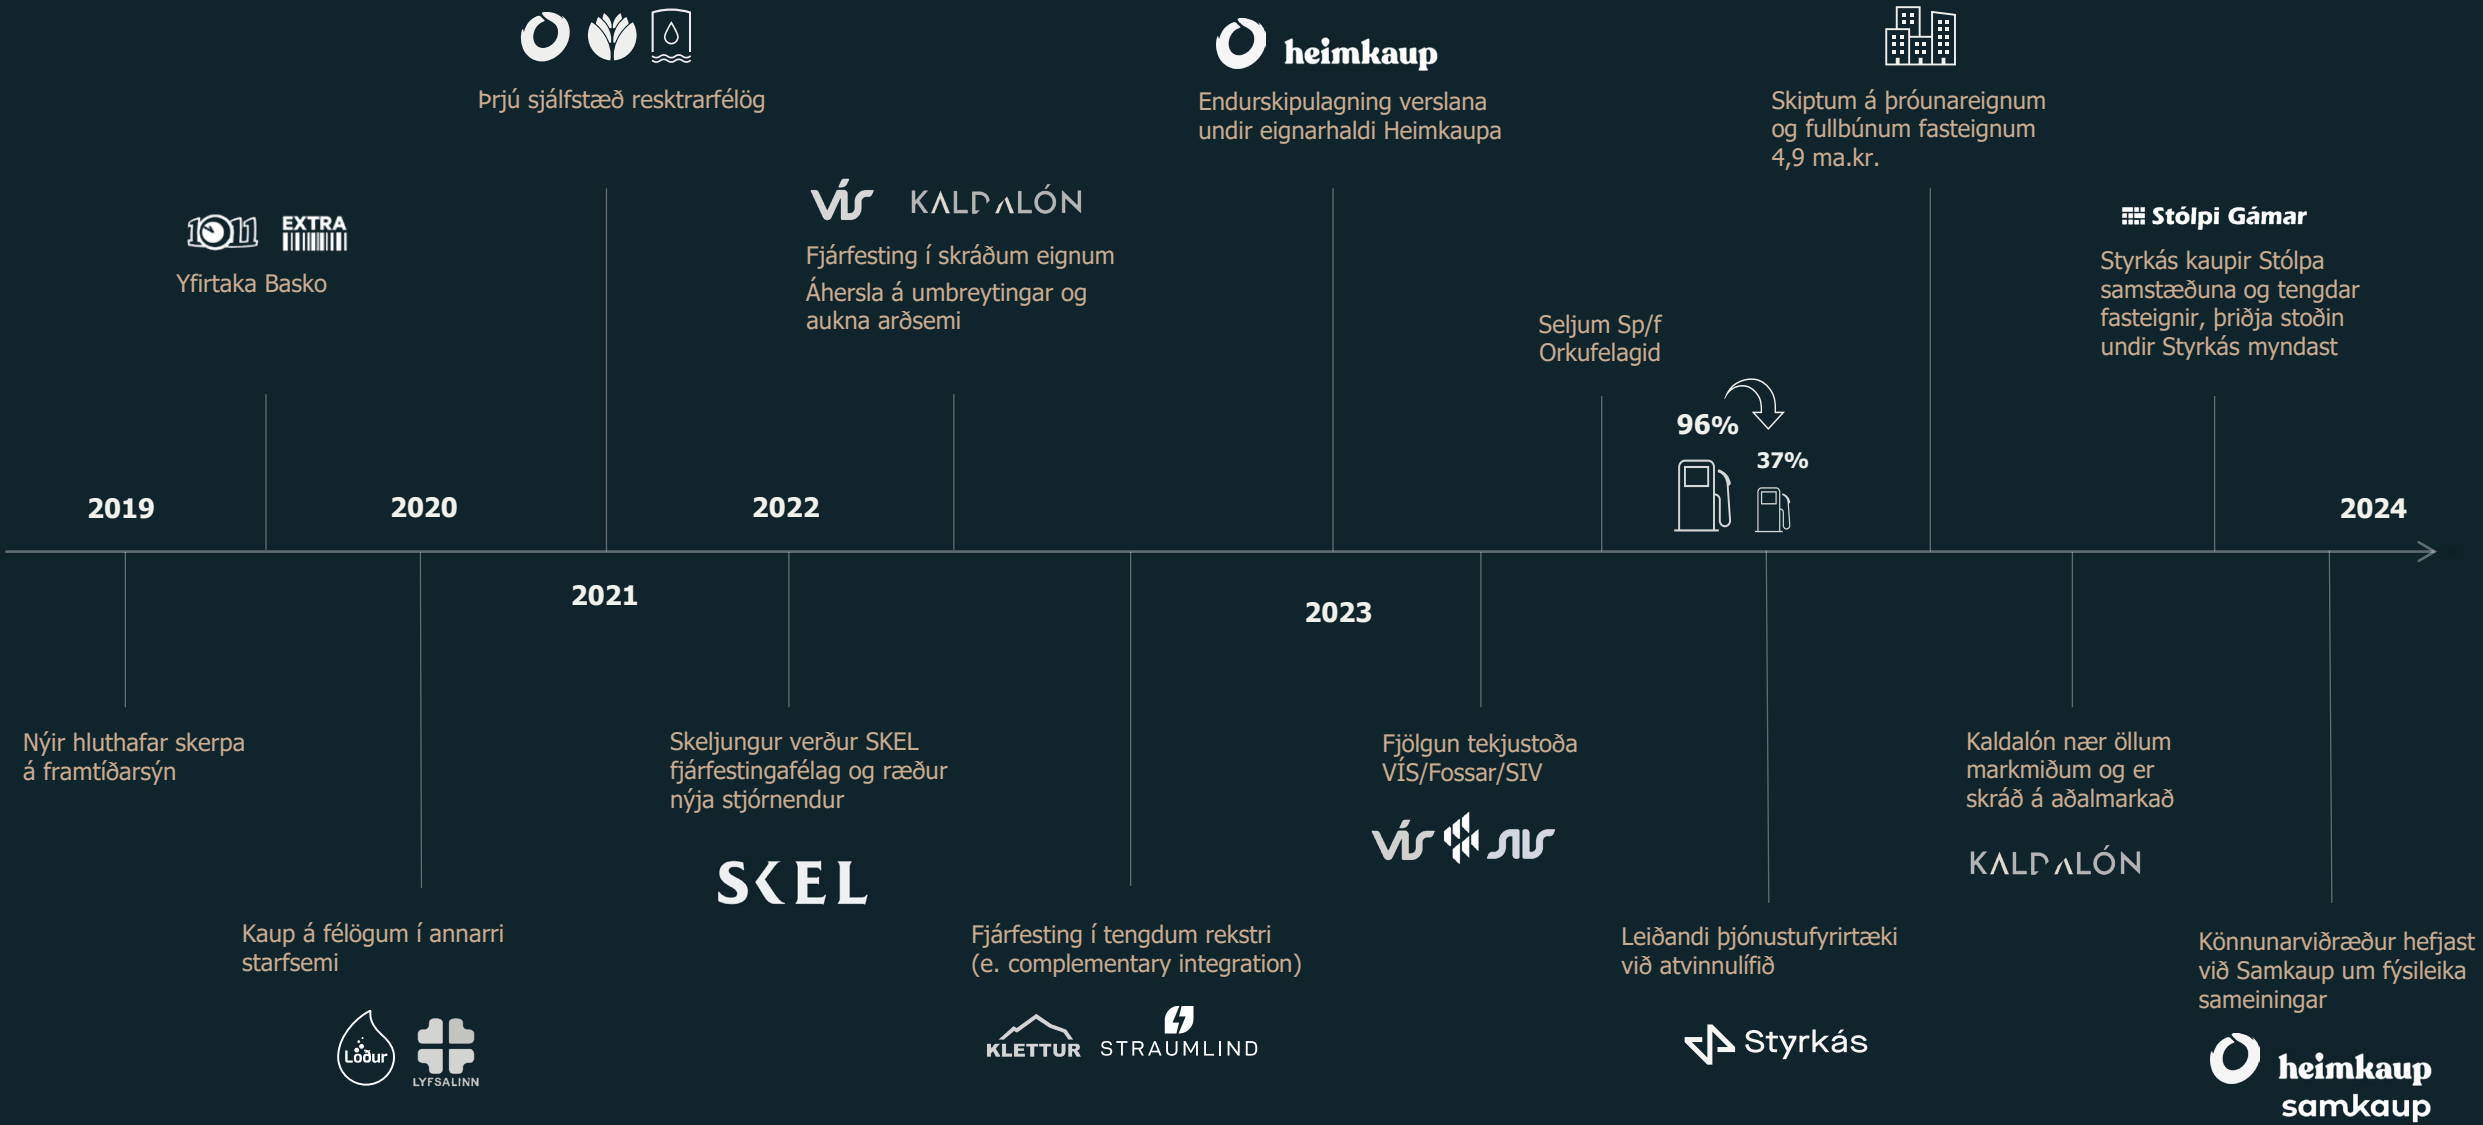 heimkaup
Þrjú sjálfstæð resktrarfélög
Endurskipulagning verslana
undir eignarhaldi Heimkaupa
Skiptum á þróunareignum
og fullbúnum fasteignum
4,9 ma.kr.
1011 EXTRA
Yfirtaka Basko
VÍS KALDALÓN
Fjárfesting í skráðum eignum
Áhersla á umbreytingar og
aukna arðsemi
Seljum Sp/f
Orkufelagid
96%
37%
Stólpi Gámar
Styrkás kaupir Stólpa
samstæðuna og tengdar
fasteignir, þriðja stoðin
undir Styrkás myndast
2019
2020
2021
2022
2023
2024
Nýir hluthafar skerpa
á framtíðarsýn
Kaup á félögum í annarri
starfsemi
Löður
LYFSALINN
Skeljungur verður SKEL
fjárfestingafélag og ræður
nýja stjórnendur
SKEL
Fjárfesting í tengdum rekstri
(e. complementary integration)
KLETTUR STRAUMLIND
Fjölgun tekjustoða
VÍS/Fossar/SIV
VÍS SIV
Leiðandi þjónustufyrirtæki
við atvinnulífið
Styrkás
Kaldalón nær öllum
markmiðum og er
skráð á aðalmarkað
KALDALÓN
Könnunarviðræður hefjast
við Samkaup um fýsileika
sameiningar
heimkaup
samkaup